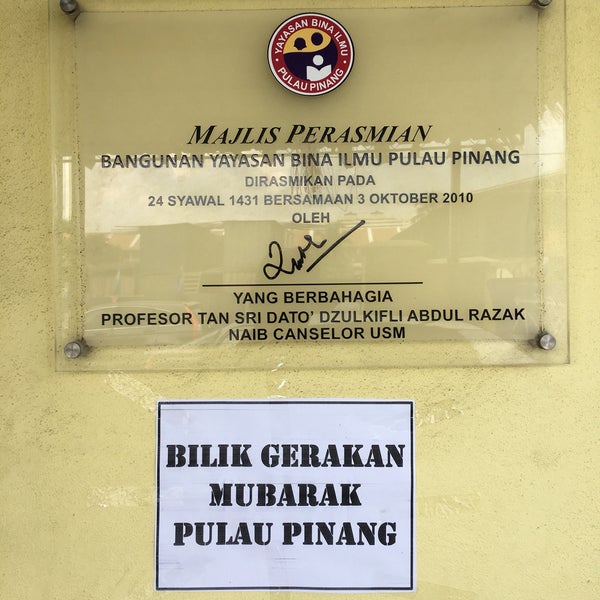 YAYASAN BINA ILMU
PULAU PINANG
MAJLIS PERASMIAN
BANGUNAN YAYASAN BINA ILMU PULAU PINANG
DIRASMIKAN PADA
24 SYAWAL 1431 BERSAMAAN 3 OKTOBER 2010
OLEH
YANG BERBAHAGIA
PROFESOR TAN SRI DATO' DZULKIFLI ABDUL RAZAK
NAIB CANSELOR USM
BILIK GERAKAN
MUBARAK
PULAU PINANG